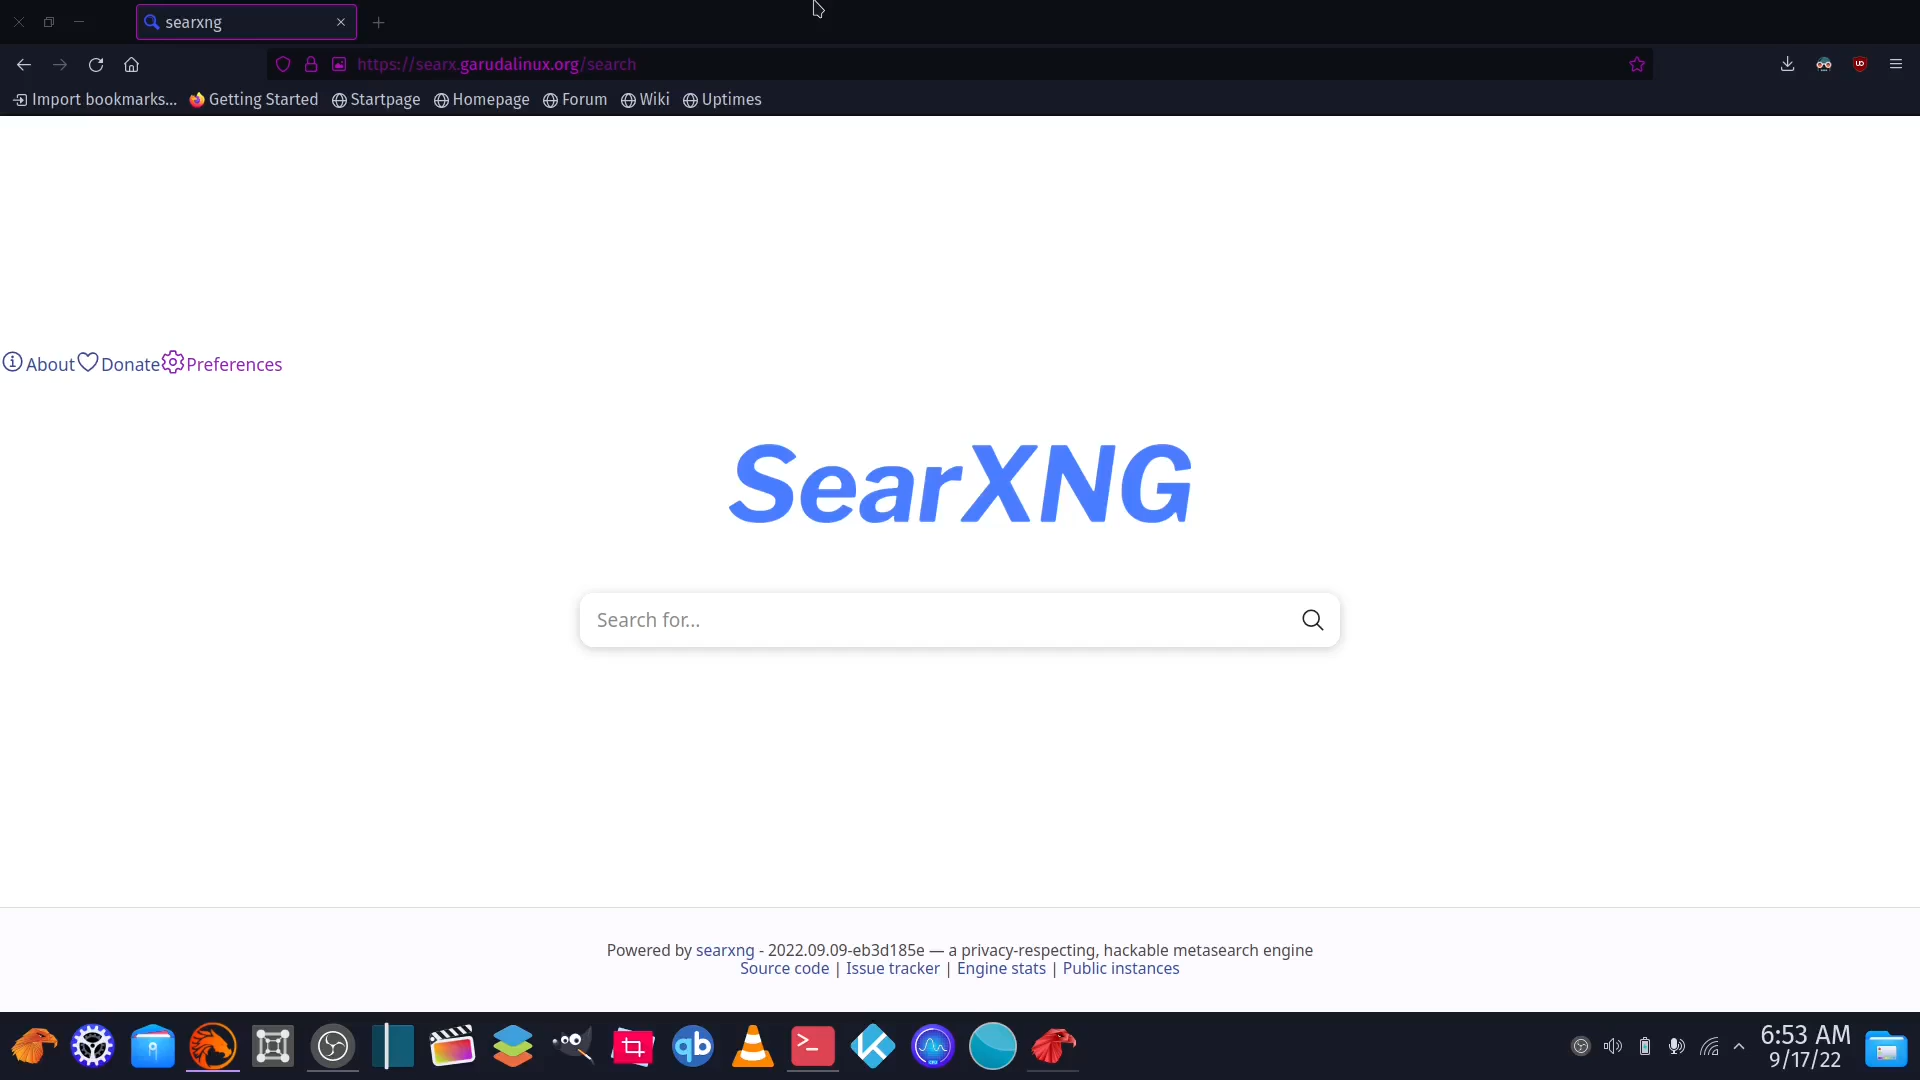 searxng
https://searx.garudalinux.org/search
Import bookmarks... Getting Started Startpage Homepage Forum Wiki Uptimes
About Donate Preferences
SearXNG
Search for...
Powered by searxng - 2022.09.09-eb3d185e — a privacy-respecting, hackable metasearch engine
Source code | Issue tracker | Engine stats | Public instances
qb
6:53 AM
9/17/22